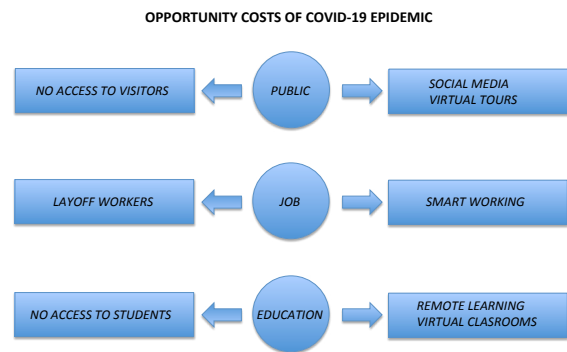 OPPORTUNITY COSTS OF COVID-19 EPIDEMIC
NO ACCESS TO VISITORS
PUBLIC
SOCIAL MEDIA
VIRTUAL TOURS
LAYOFF WORKERS
JOB
SMART WORKING
NO ACCESS TO STUDENTS
EDUCATION
REMOTE LEARNING
VIRTUAL CLASROOMS